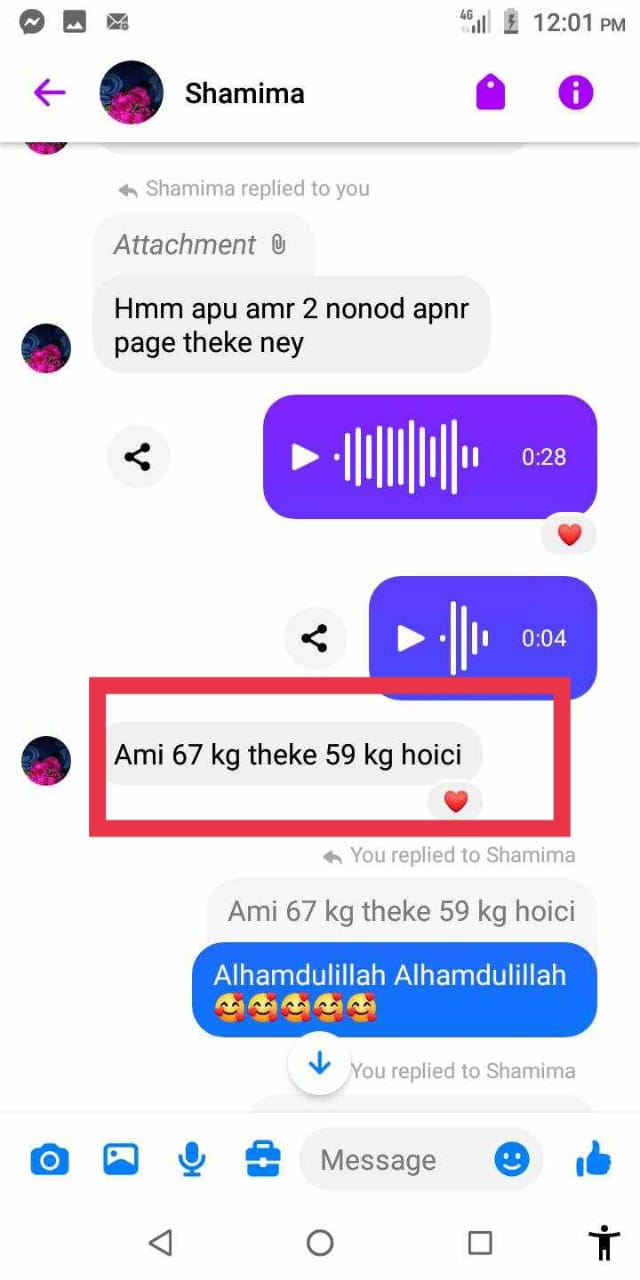 4G
12:01 PM
Shamima
Shamima replied to you
Attachment
Hmm apu amr 2 nonod apnr
page theke ney
0:28
0:04
Ami 67 kg theke 59 kg hoici
You replied to Shamima
Ami 67 kg theke 59 kg hoici
Alhamdulillah Alhamdulillah
🥰🥰🥰🥰🥰
You replied to Shamima
Message